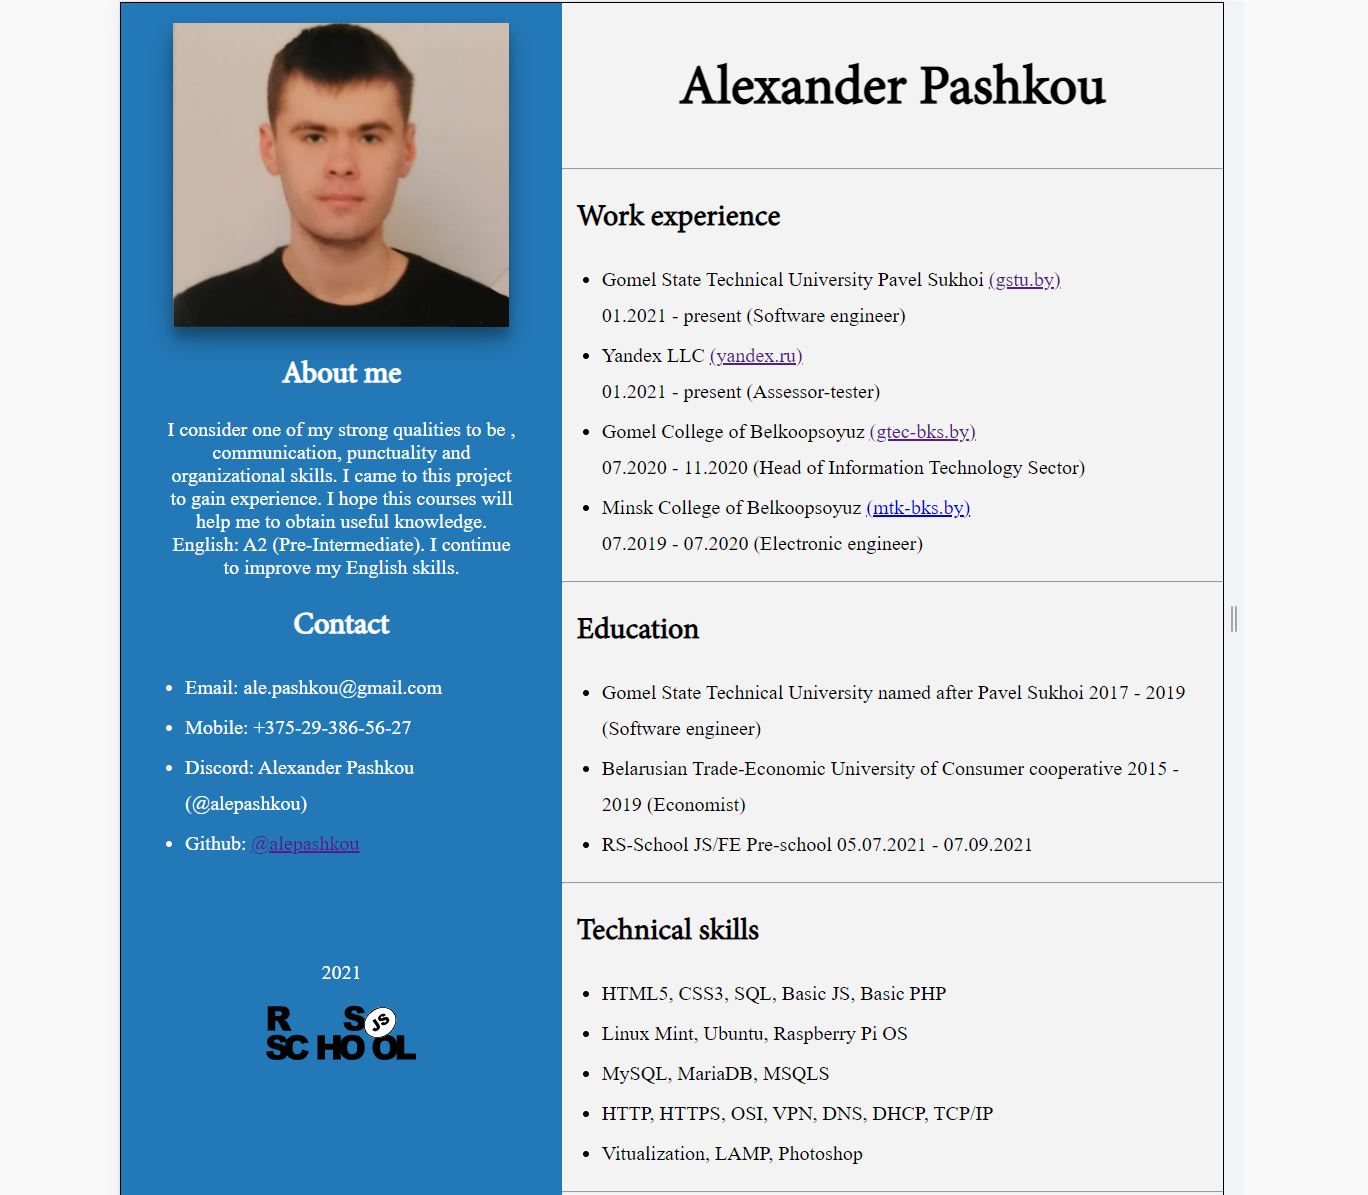 About me
I consider one of my strong qualities to be ,
communication, punctuality and
organizational skills. I came to this project
to gain experience. I hope this courses will
help me to obtain useful knowledge.
English: A2 (Pre-Intermediate). I continue
to improve my English skills.
Contact
Email: ale.pashkou@gmail.com
Mobile: +375-29-386-56-27
Discord: Alexander Pashkou
(@alepashkou)
Github: @alepashkou
2021
R S JS
SCHOOL
Alexander Pashkou
Work experience
Gomel State Technical University Pavel Sukhoi (gstu.by)
01.2021 - present (Software engineer)
Yandex LLC (yandex.ru)
01.2021 - present (Assessor-tester)
Gomel College of Belkoopsoyuz (gtec-bks.by)
07.2020 - 11.2020 (Head of Information Technology Sector)
Minsk College of Belkoopsoyuz (mtk-bks.by)
07.2019 - 07.2020 (Electronic engineer)
Education
Gomel State Technical University named after Pavel Sukhoi 2017 - 2019
(Software engineer)
Belarusian Trade-Economic University of Consumer cooperative 2015 -
2019 (Economist)
RS-School JS/FE Pre-school 05.07.2021 - 07.09.2021
Technical skills
HTML5, CSS3, SQL, Basic JS, Basic PHP
Linux Mint, Ubuntu, Raspberry Pi OS
MySQL, MariaDB, MSQLS
HTTP, HTTPS, OSI, VPN, DNS, DHCP, TCP/IP
Vitualization, LAMP, Photoshop